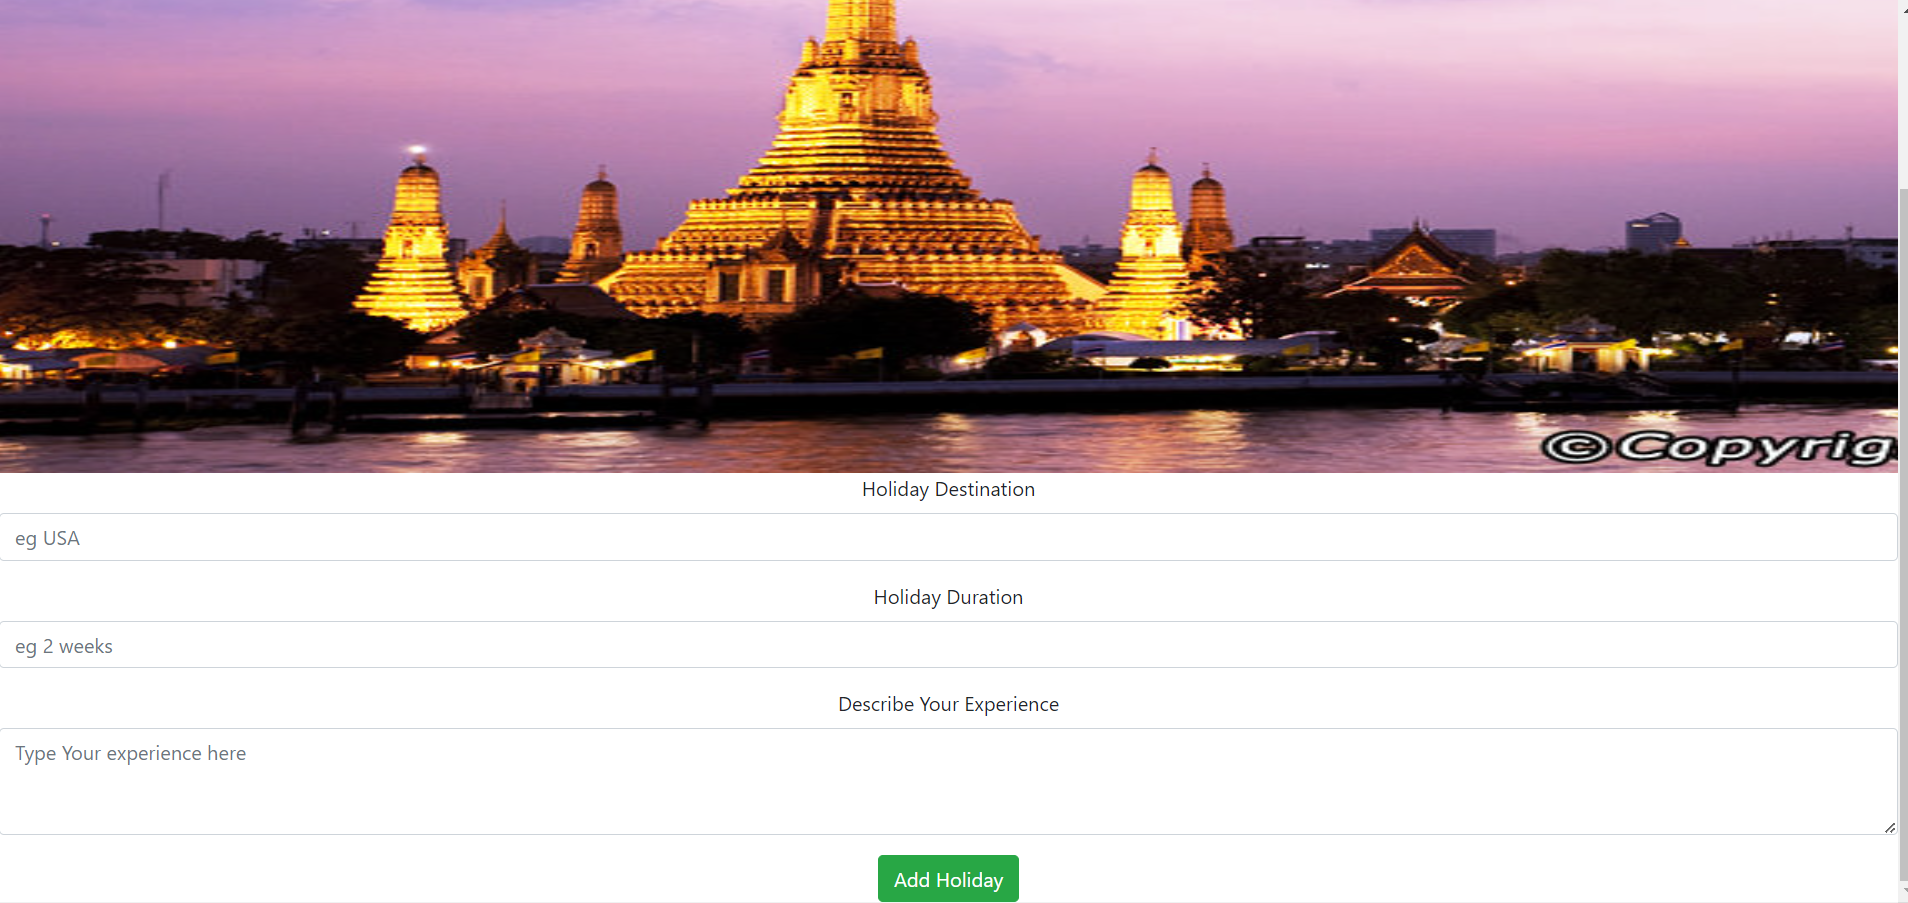 © Copyrig
Holiday Destination
eg USA
Holiday Duration
eg 2 weeks
Describe Your Experience
Type Your experience here
Add Holiday